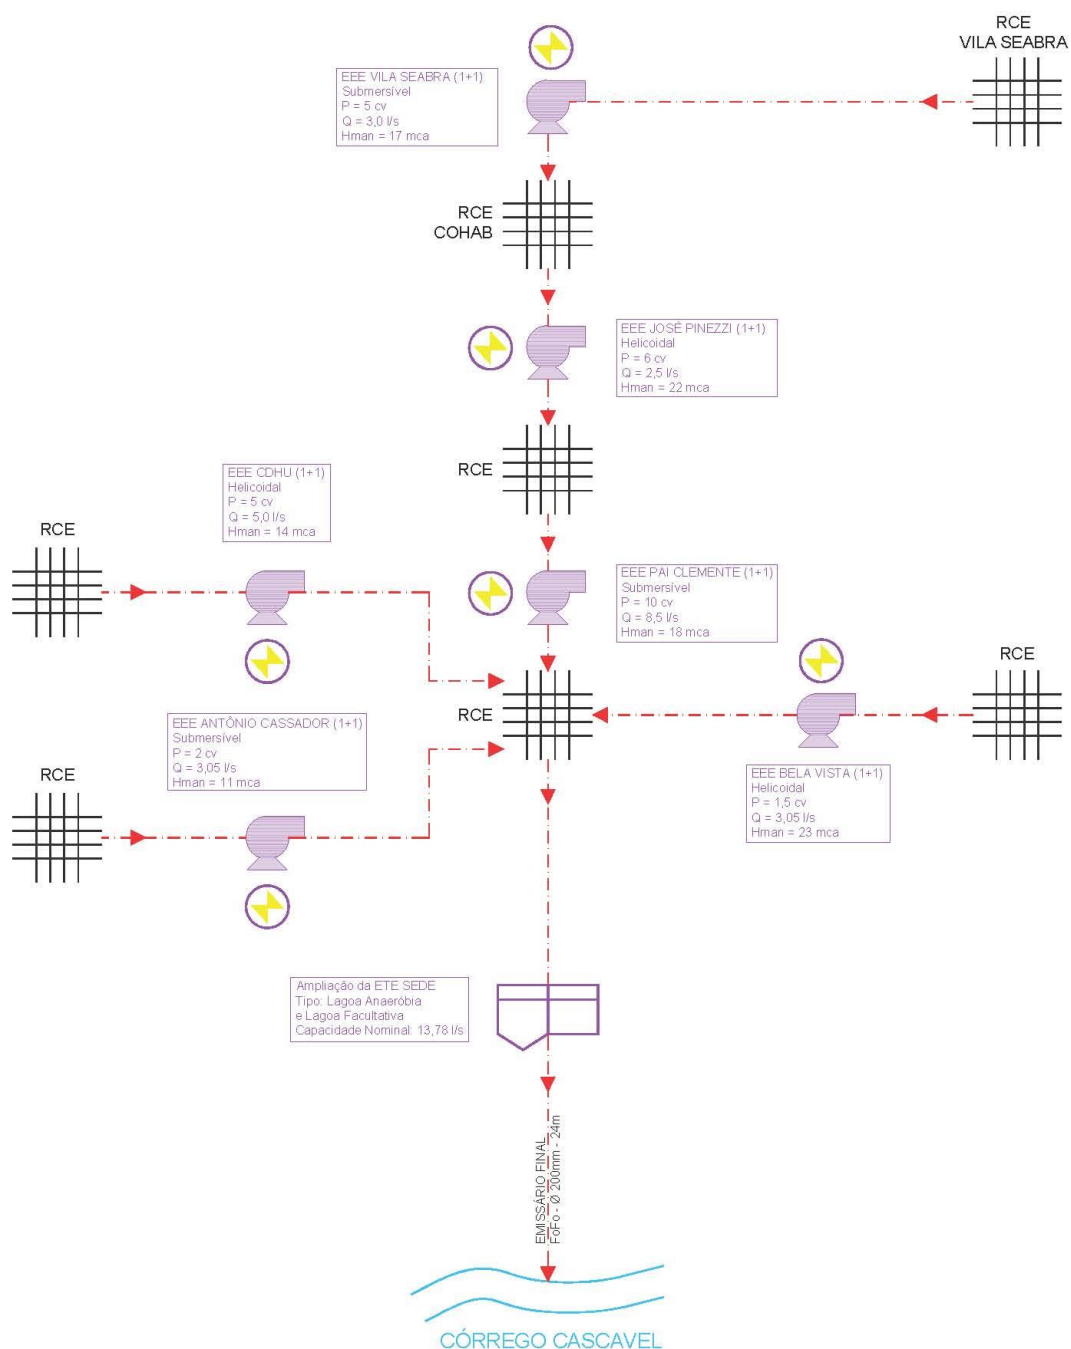 RCE
VILA SEABRA
EEE VILA SEABRA (1+1)
Submersível
P = 5 cv
Q = 3,0 l/s
Hman = 17 mca
RCE
COHAB
EEE JOSÉ PINEZZI (1+1)
Helicoidal
P = 6 cv
Q = 2,5 l/s
Hman = 22 mca
RCE
EEE CDHU (1+1)
Helicoidal
P = 5 cv
Q = 5,0 l/s
Hman = 14 mca
RCE
EEE PAI CLEMENTE (1+1)
Submersível
P = 10 cv
Q = 8,5 l/s
Hman = 18 mca
RCE
RCE
EEE ANTÔNIO CASSADOR (1+1)
Submersível
P = 2 cv
Q = 3,05 l/s
Hman = 11 mca
RCE
EEE BELA VISTA (1+1)
Helicoidal
P = 1,5 cv
Q = 3,05 l/s
Hman = 23 mca
Ampliação da ETE SEDE
Tipo: Lagoa Anaeróbia
e Lagoa Facultativa
Capacidade Nominal: 13,78 l/s
EMISSÁRIO FINAL
FoFo - Ø 200mm - 24m
CÓRREGO CASCAVEL